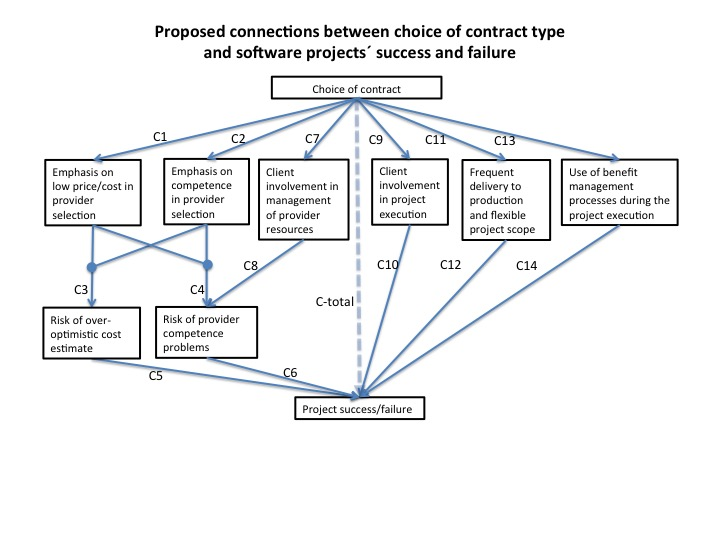 Proposed connections between choice of contract type
and software projects´ success and failure
Choice of contract
C1
C2
C7
C9
C11
C13
Emphasis on
low price/cost in
provider
selection
Emphasis on
competence
in provider
selection
Client
involvement in
management
of provider
resources
Client
involvement
in project
execution
Frequent
delivery to
production
and flexible
project scope
Use of benefit
management
processes during the
project execution
C8
C10
C12
C14
C3
C4
C-total
Risk of over-
optimistic cost
estimate
Risk of provider
competence
problems
C5
C6
Project success/failure